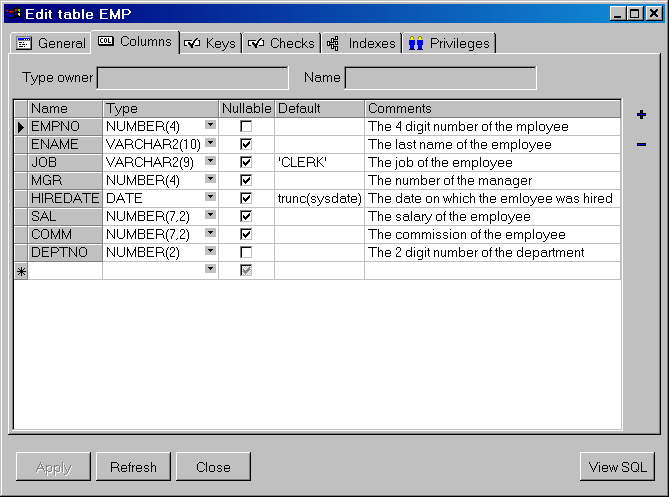 Edit table EMP
General Columns Keys Checks Indexes Privileges
Type owner Name
Name Type Nullable Default Comments
EMPNO NUMBER(4) The 4 digit number of the mployee
ENAME VARCHAR2(10) The last name of the employee
JOB VARCHAR2(9) 'CLERK' The job of the employee
MGR NUMBER(4) The number of the manager
HIREDATE DATE trunc(sysdate) The date on which the emloyee was hired
SAL NUMBER(7,2) The salary of the employee
COMM NUMBER(7,2) The commission of the employee
DEPTNO NUMBER(2) The 2 digit number of the department
Apply Refresh Close View SQL